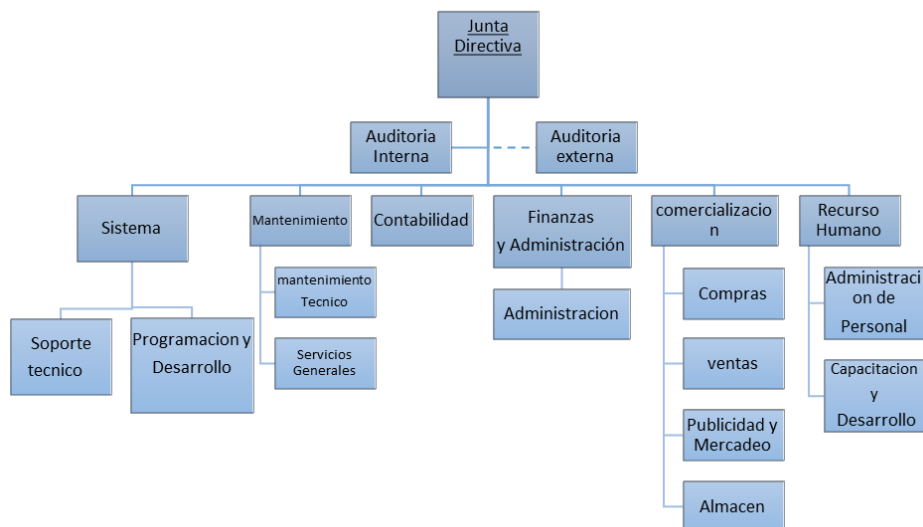 Junta
Directiva
Auditoria
Interna
Auditoria
externa
Sistema
Mantenimiento
Contabilidad
Finanzas
y Administración
comercializacion
n
Recurso
Humano
mantenimiento
Tecnico
Administracion
Compras
Administraci
on de
Personal
Soporte
tecnico
Programacion y
Desarrollo
Servicios
Generales
ventas
Capacitacion
y
Desarrollo
Publicidad y
Mercadeo
Almacen